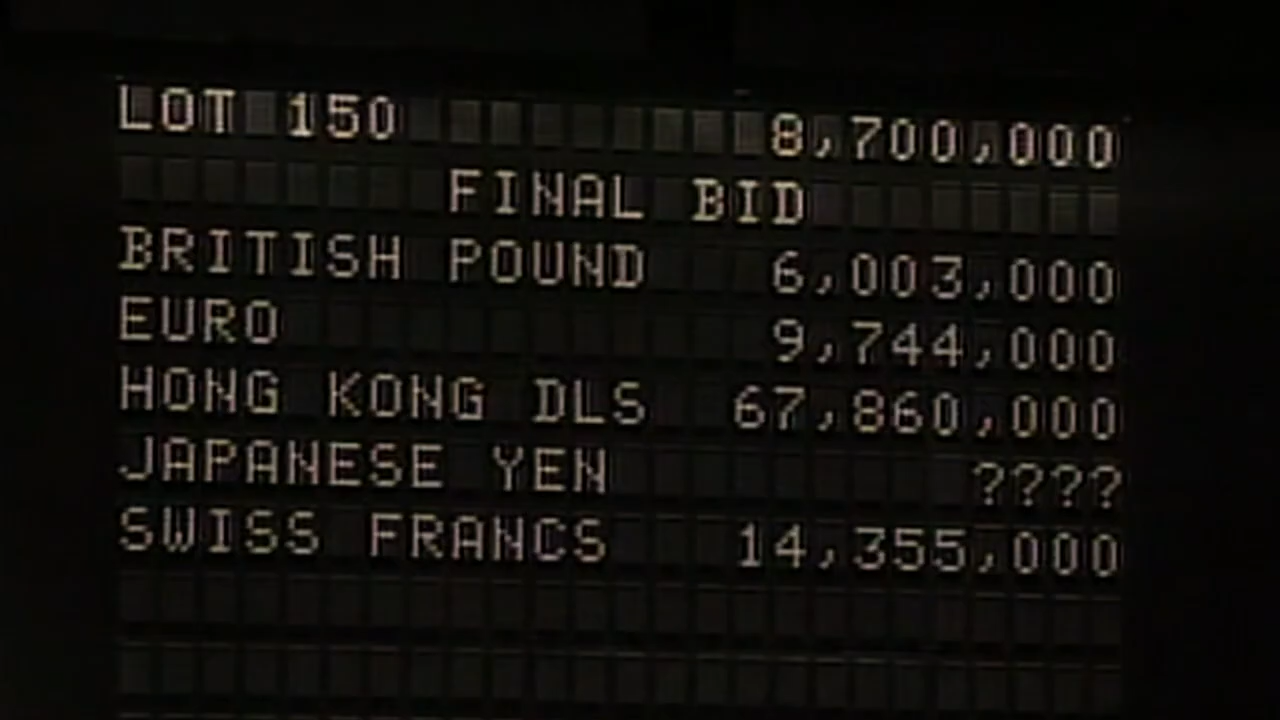 LOT 150 8,700,000
FINAL BID
BRITISH POUND 6,003,000
EURO 9,744,000
HONG KONG DLS 67,860,000
JAPANESE YEN ????
SWISS FRANCS 14,355,000